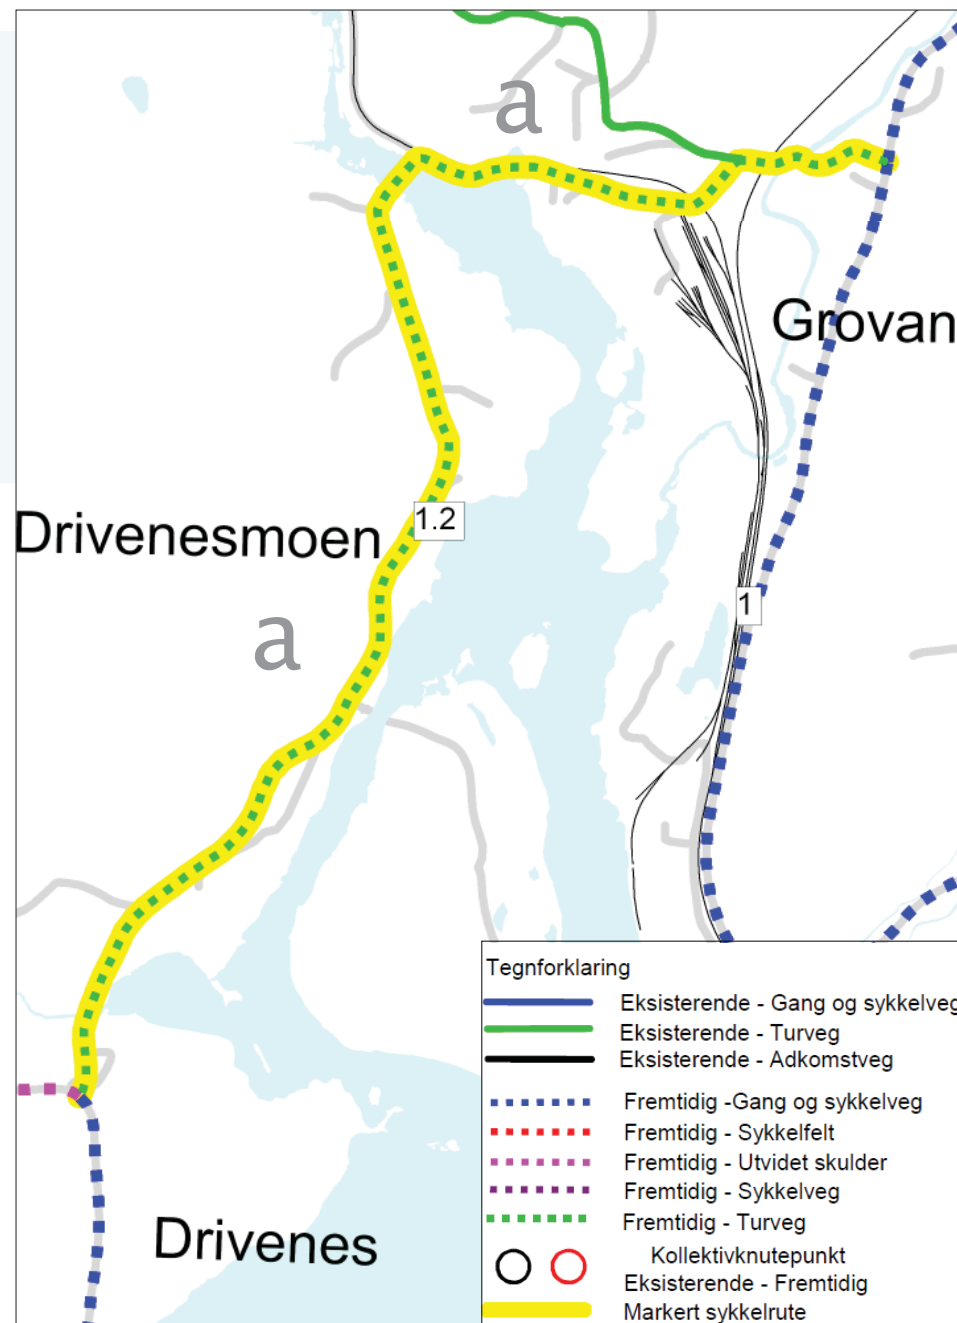 a
Grovan
Drivenesmoen
1.2
1
a
Drivenes
Tegnforklaring
Eksisterende - Gang og sykkelveg
Eksisterende - Turveg
Eksisterende - Adkomstveg
Fremtidig -Gang og sykkelveg
Fremtidig - Sykkelfelt
Fremtidig - Utvidet skulder
Fremtidig - Sykkelveg
Fremtidig - Turveg
Kollektivknutepunkt
Eksisterende - Fremtidig
Markert sykkelrute